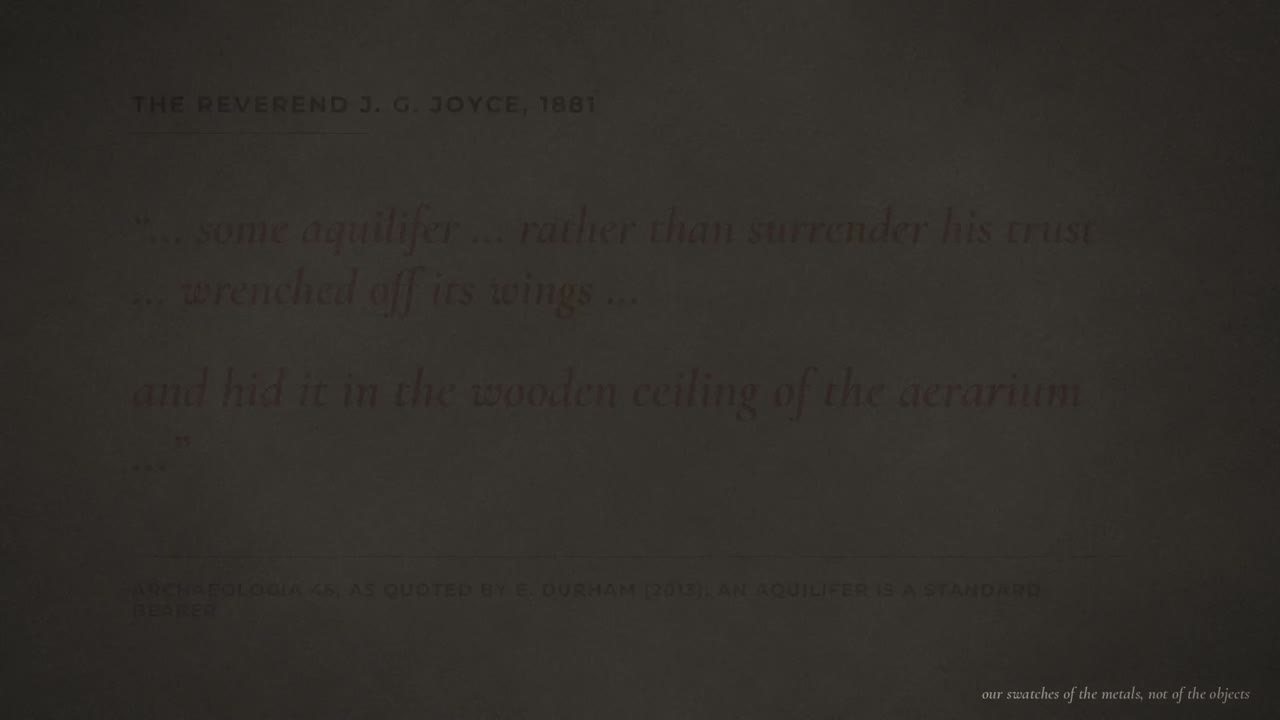 THE REVEREND J. G. JOYCE, 1881
“... some aquilifer ... rather than surrender his trust
... wrenched off its wings ...
and hid it in the wooden ceiling of the aerarium
...”
ARCHAEOLOGIA 46; AS QUOTED BY E. DURHAM (2013); AN AQUILIFER IS A STANDARD
BEARER
our swatches of the metals, not of the objects